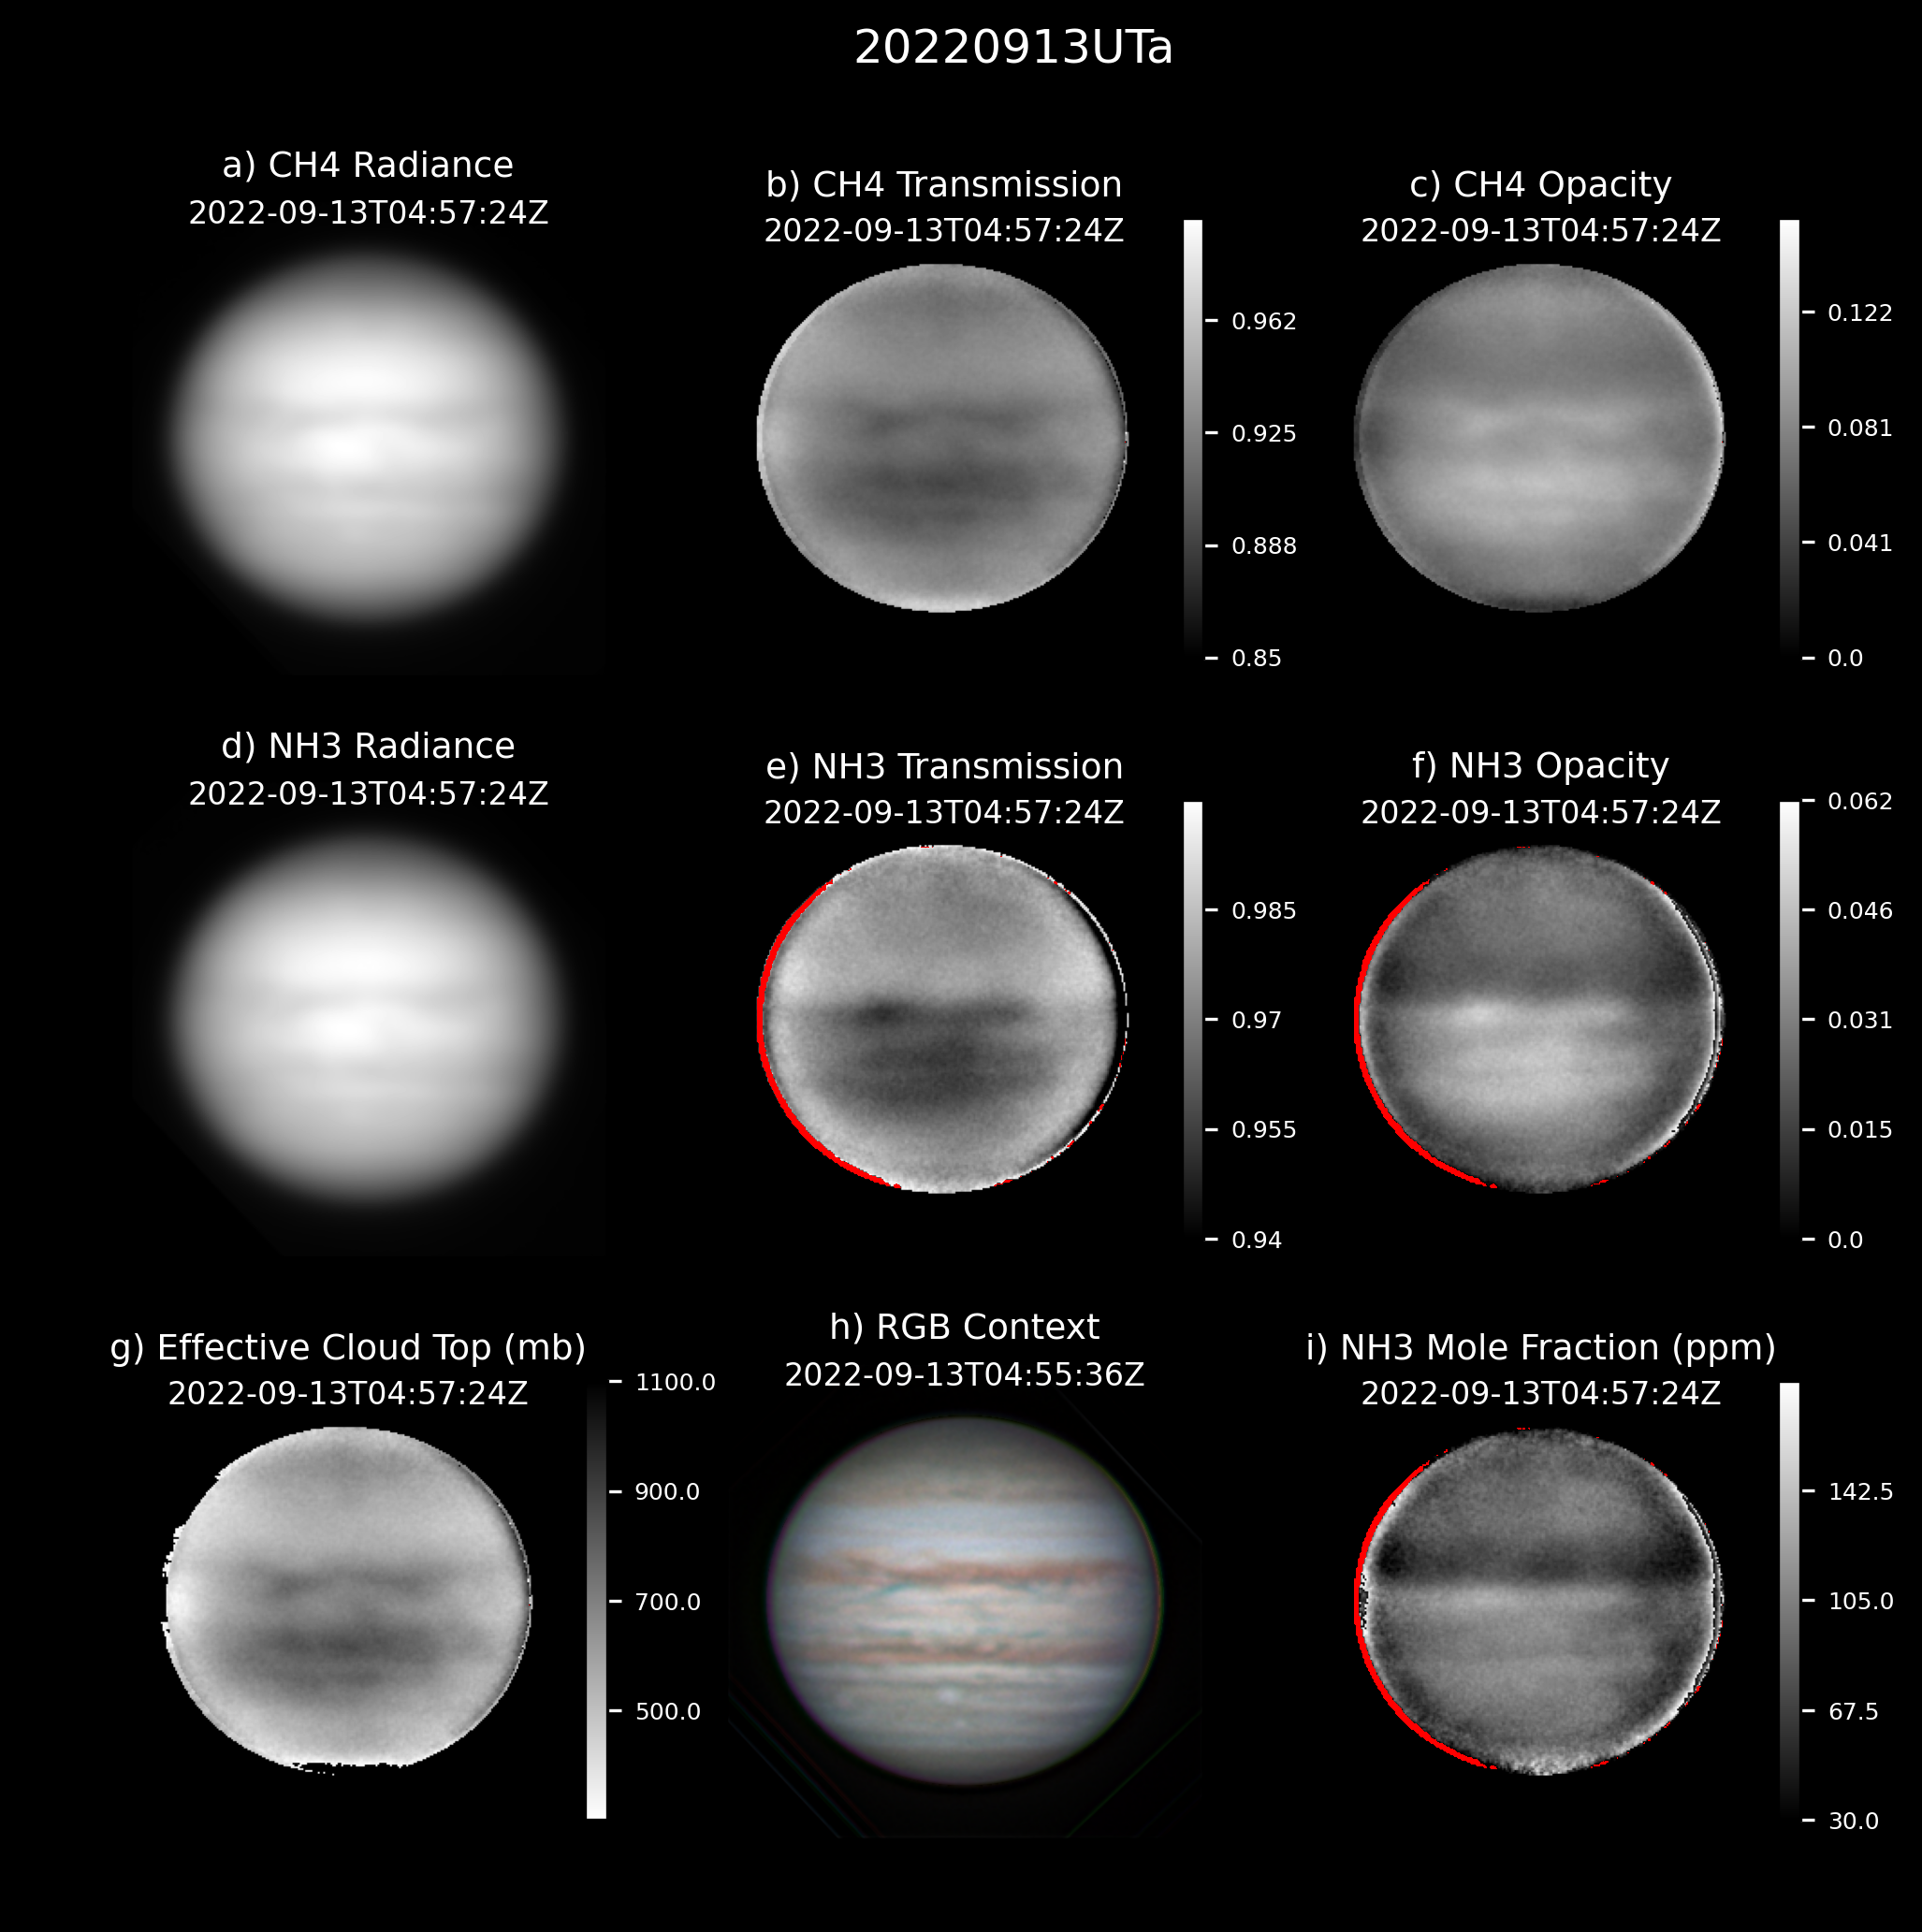 20220913UTa
a) CH4 Radiance
2022-09-13T04:57:24Z
b) CH4 Transmission
2022-09-13T04:57:24Z
0.962
0.925
0.888
0.85
c) CH4 Opacity
2022-09-13T04:57:24Z
0.122
0.081
0.041
0.0
d) NH3 Radiance
2022-09-13T04:57:24Z
e) NH3 Transmission
2022-09-13T04:57:24Z
0.985
0.97
0.955
0.94
f) NH3 Opacity
2022-09-13T04:57:24Z
0.062
0.046
0.031
0.015
0.0
g) Effective Cloud Top (mb)
2022-09-13T04:57:24Z
1100.0
900.0
700.0
500.0
h) RGB Context
2022-09-13T04:55:36Z
i) NH3 Mole Fraction (ppm)
2022-09-13T04:57:24Z
142.5
105.0
67.5
30.0